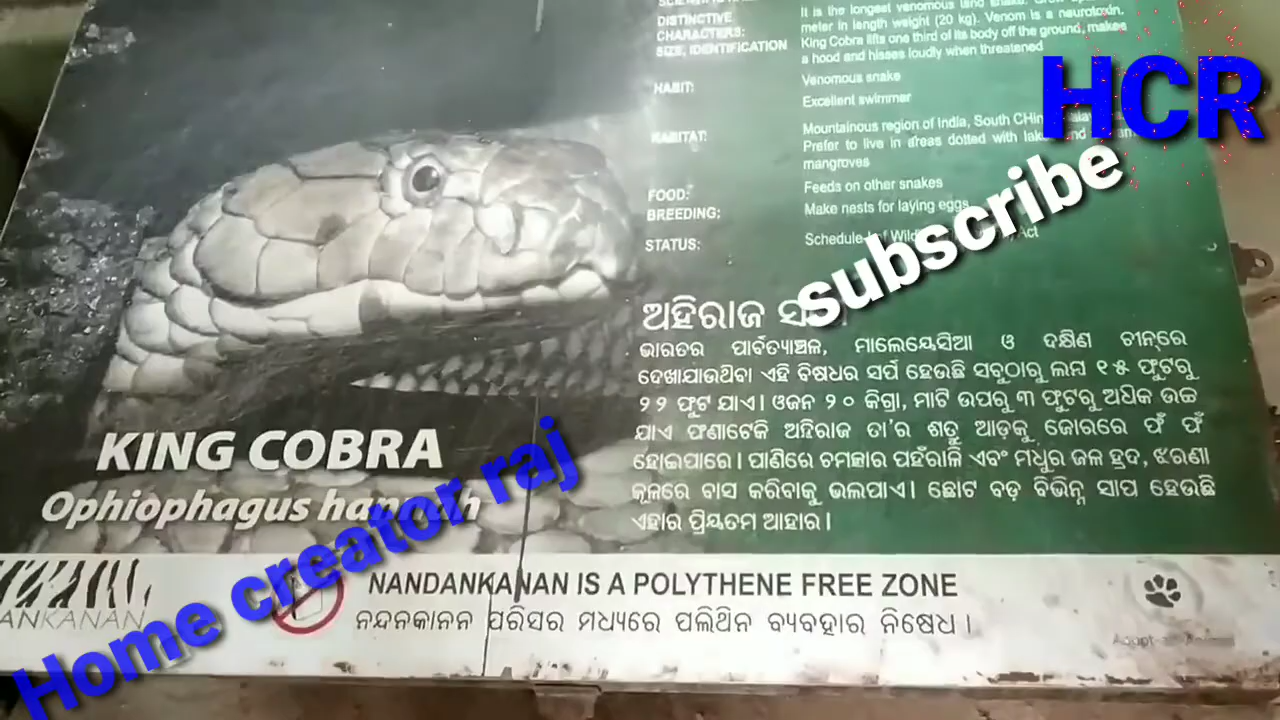 DISTINCTIVE
CHARACTERS:
SIZE, IDENTIFICATION
It is the longest venomous land snake.
meter in length weight (20 kg). Venom is a neurotoxin.
King Cobra lifts one third of its body off the ground, makes
a hood and hisses loudly when threatened
HABIT:
Venomous snake
Excellent swimmer
HABITAT:
Mountainous region of India, South
Prefer to live in areas dotted with
mangroves
FOOD:
Feeds on other snakes
BREEDING:
Make nests for laying eggs
STATUS:
Schedule-I of Act
HCR
subscribe
ଅହିରାଜ
ଭାରତର ପାର୍ବତ୍ୟାଞ୍ଚଳ, ମାଲେୟେସିଆ ଓ ଦକ୍ଷିଣ ଚୀନ୍‌ରେ
ଦେଖାଯାଉଥିବା ଏହି ବିଷଧର ସର୍ପ ହେଉଛି ସବୁଠାରୁ ଲମ୍ବ ୧୫ ଫୁଟରୁ
୨୨ ଫୁଟ ଯାଏ। ଓଜନ ୨୦ କିଗ୍ରା, ମାଟି ଉପରୁ ୩ ଫୁଟରୁ ଅଧିକ ଉଚ୍ଚ
ଯାଏ ଫଣାଟେକି ଅହିରାଜ ତା'ର ଶତ୍ରୁ ଆଡ଼କୁ ଜୋରରେ ଫଁ ଫଁ
ହୋଇପାରେ। ପାଣିରେ ଚମତ୍କାର ପହଁରାଳି ଏବଂ ମଧୁର ଜଳ ହ୍ରଦ, ଝରଣା
କୂଳରେ ବାସ କରିବାକୁ ଭଲପାଏ। ଛୋଟ ବଡ଼ ବିଭିନ୍ନ ସାପ ହେଉଛି
ଏହାର ପ୍ରିୟତମ ଆହାର।
KING COBRA
Ophiophagus
Home creator raj
NANDANKANAN IS A POLYTHENE FREE ZONE
ନନ୍ଦନକାନନ ପରିସର ମଧ୍ୟରେ ପଲିଥିନ ବ୍ୟବହାର ନିଷେଧ।